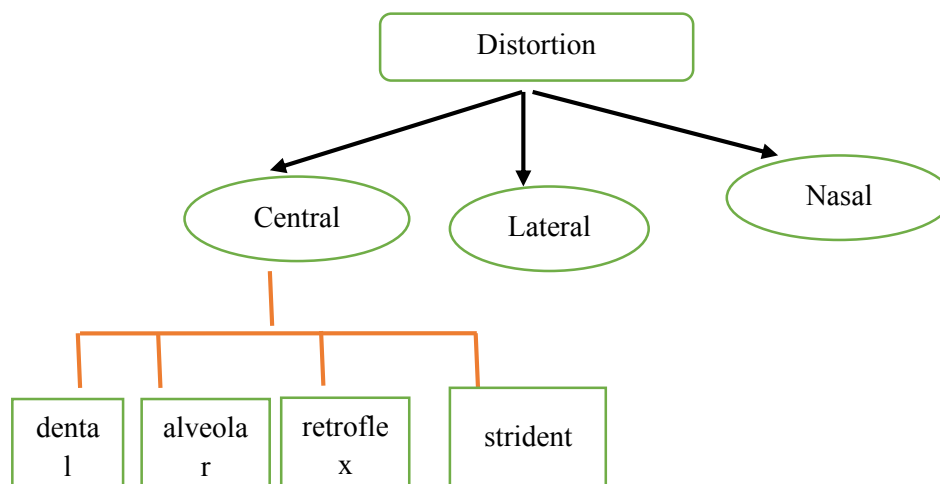 Distortion
Central
Lateral
Nasal
denta
l
alveola
r
retrofle
x
strident